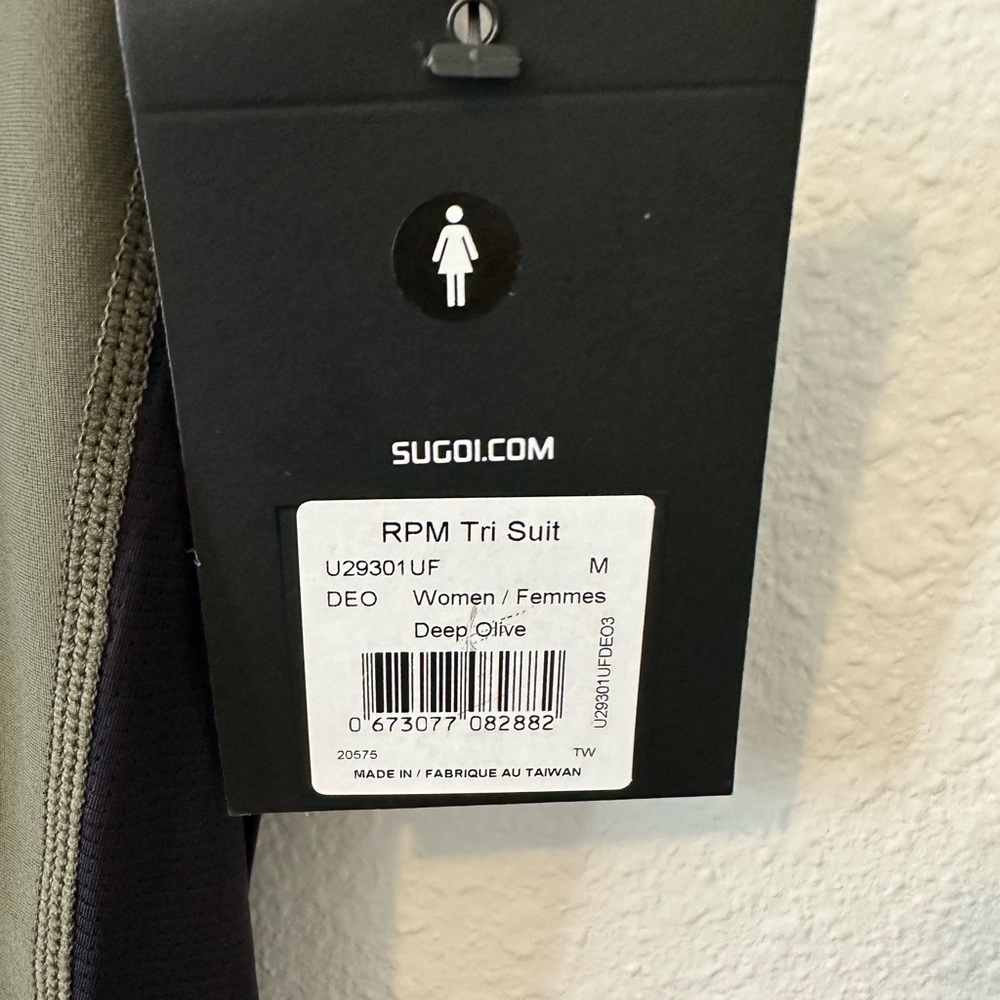 SUGOI.COM
RPM Tri Suit
U29301UF M
DEO Women / Femmes
Deep Olive
0 673077 082882
U29301UFDEO3
20575 TW
MADE IN / FABRIQUE AU TAIWAN